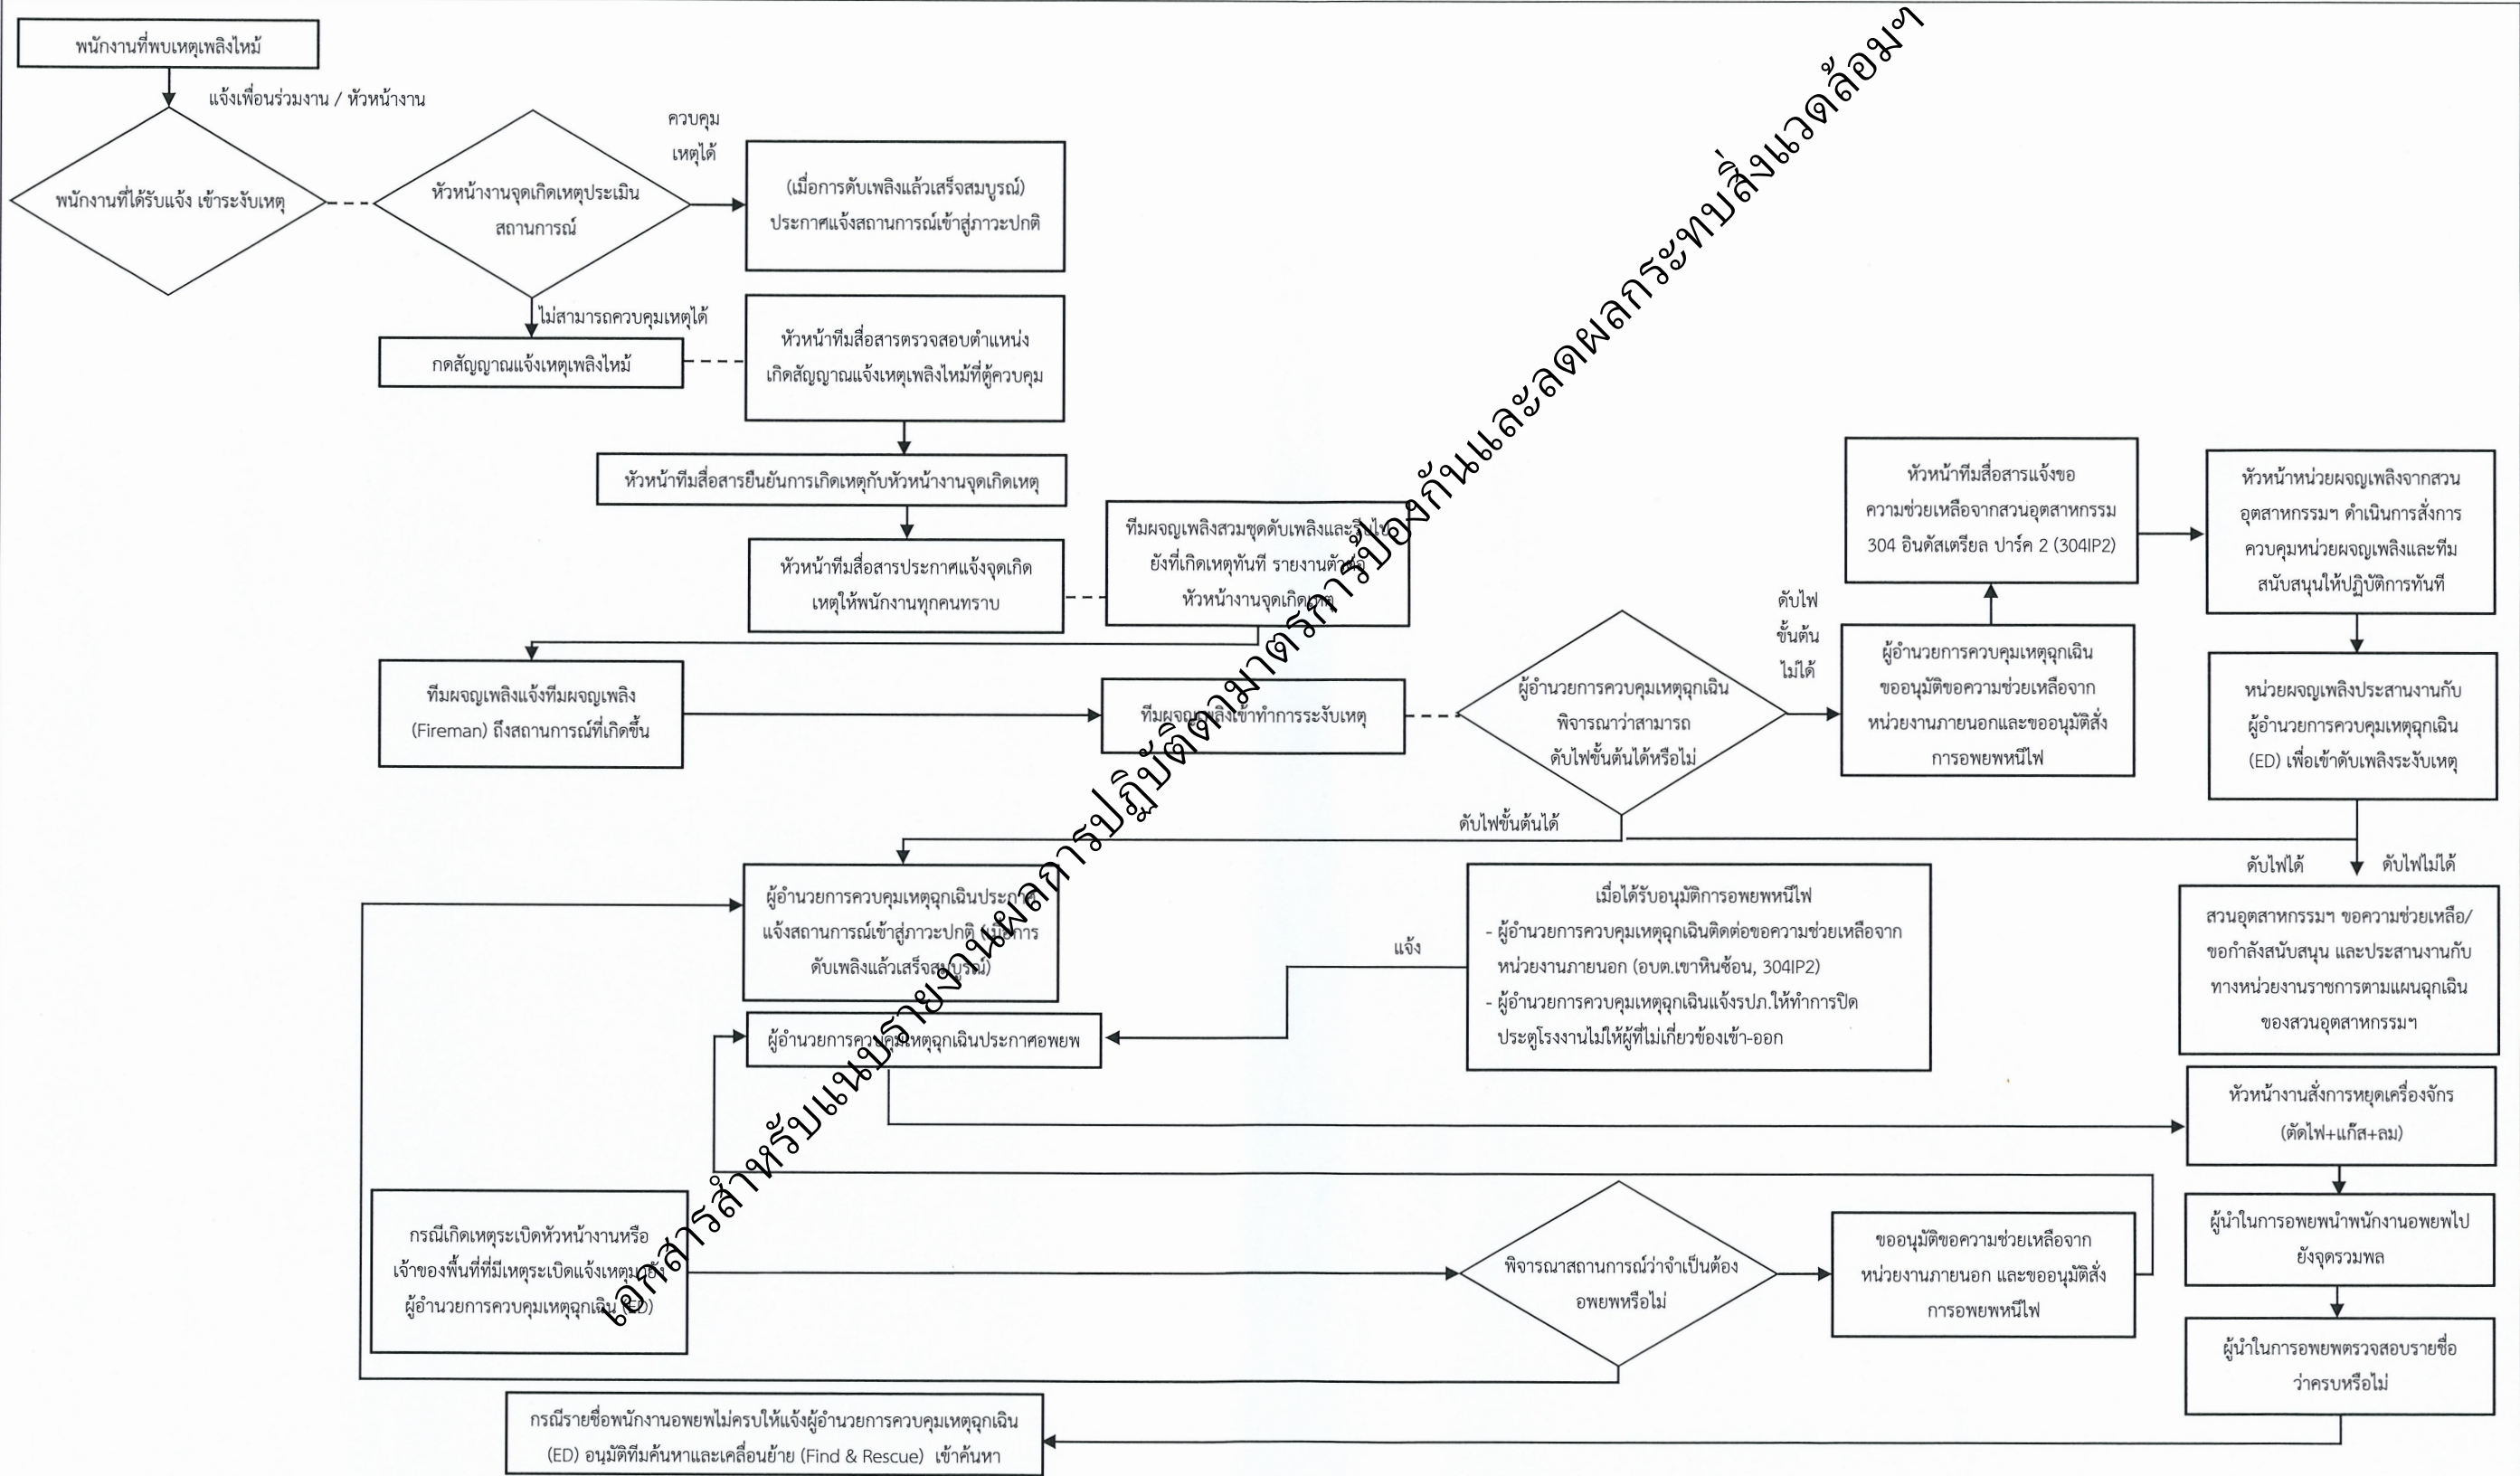 พนักงานที่พบเหตุเพลิงไหม้
แจ้งเพื่อนร่วมงาน / หัวหน้างาน
พนักงานที่ได้รับแจ้ง เข้าระงับเหตุ
หัวหน้างานจุดเกิดเหตุประเมิน
สถานการณ์
ควบคุม
เหตุได้
(เมื่อการดับเพลิงแล้วเสร็จสมบูรณ์)
ประกาศแจ้งสถานการณ์เข้าสู่ภาวะปกติ
ไม่สามารถควบคุมเหตุได้
กดสัญญาณแจ้งเหตุเพลิงไหม้
หัวหน้าทีมสื่อสารตรวจสอบตำแหน่ง
เกิดสัญญาณแจ้งเหตุเพลิงไหม้ที่ตู้ควบคุม
หัวหน้าทีมสื่อสารยืนยันการเกิดเหตุกับหัวหน้างานจุดเกิดเหตุ
หัวหน้าทีมสื่อสารประกาศแจ้งจุดเกิด
เหตุให้พนักงานทุกคนทราบ
ทีมผจญเพลิงสวมชุดดับเพลิงและรีบไป
ยังที่เกิดเหตุทันที รายงานตัวต่อ
หัวหน้างานจุดเกิดเหตุ
ทีมผจญเพลิงแจ้งทีมผจญเพลิง
(Fireman) ถึงสถานการณ์ที่เกิดขึ้น
ทีมผจญเพลิงเข้าทำการระงับเหตุ
ผู้อำนวยการควบคุมเหตุฉุกเฉิน
พิจารณาว่าสามารถ
ดับไฟขั้นต้นได้หรือไม่
ดับไฟ
ขั้นต้น
ไม่ได้
ผู้อำนวยการควบคุมเหตุฉุกเฉิน
ขออนุมัติขอความช่วยเหลือจาก
หน่วยงานภายนอกและขออนุมัติสั่ง
การอพยพหนีไฟ
หัวหน้าทีมสื่อสารแจ้งขอ
ความช่วยเหลือจากสวนอุตสาหกรรม
304 อินดัสเตรียล ปาร์ค 2 (304IP2)
หัวหน้าหน่วยผจญเพลิงจากสวน
อุตสาหกรรมฯ ดำเนินการสั่งการ
ควบคุมหน่วยผจญเพลิงและทีม
สนับสนุนให้ปฏิบัติการทันที
หน่วยผจญเพลิงประสานงานกับ
ผู้อำนวยการควบคุมเหตุฉุกเฉิน
(ED) เพื่อเข้าดับเพลิงระงับเหตุ
ดับไฟขั้นต้นได้
ดับไฟได้
ดับไฟไม่ได้
ผู้อำนวยการควบคุมเหตุฉุกเฉินประกาศ
แจ้งสถานการณ์เข้าสู่ภาวะปกติ (เมื่อการ
ดับเพลิงแล้วเสร็จสมบูรณ์)
แจ้ง
เมื่อได้รับอนุมัติการอพยพหนีไฟ
- ผู้อำนวยการควบคุมเหตุฉุกเฉินติดต่อขอความช่วยเหลือจาก
หน่วยงานภายนอก (อบต.เขาหินซ้อน, 304IP2)
- ผู้อำนวยการควบคุมเหตุฉุกเฉินแจ้งรปภ.ให้ทำการปิด
ประตูโรงงานไม่ให้ผู้ที่ไม่เกี่ยวข้องเข้า-ออก
สวนอุตสาหกรรมฯ ขอความช่วยเหลือ/
ขอกำลังสนับสนุน และประสานงานกับ
ทางหน่วยงานราชการตามแผนฉุกเฉิน
ของสวนอุตสาหกรรมฯ
ผู้อำนวยการควบคุมเหตุฉุกเฉินประกาศอพยพ
หัวหน้างานสั่งการหยุดเครื่องจักร
(ตัดไฟ+แก๊ส+ลม)
กรณีเกิดเหตุระเบิดหัวหน้างานหรือ
เจ้าของพื้นที่ที่มีเหตุระเบิดแจ้งเหตุมายัง
ผู้อำนวยการควบคุมเหตุฉุกเฉิน (ED)
พิจารณาสถานการณ์ว่าจำเป็นต้อง
อพยพหรือไม่
ขออนุมัติขอความช่วยเหลือจาก
หน่วยงานภายนอก และขออนุมัติสั่ง
การอพยพหนีไฟ
ผู้นำในการอพยพนำพนักงานอพยพไป
ยังจุดรวมพล
ผู้นำในการอพยพตรวจสอบรายชื่อ
ว่าครบหรือไม่
กรณีรายชื่อพนักงานอพยพไม่ครบให้แจ้งผู้อำนวยการควบคุมเหตุฉุกเฉิน
(ED) อนุมัติทีมค้นหาและเคลื่อนย้าย (Find & Rescue) เข้าค้นหา
เอกสารสำหรับแนบรายงานผลการปฏิบัติตามมาตรการป้องกันและลดผลกระทบสิ่งแวดล้อมฯ